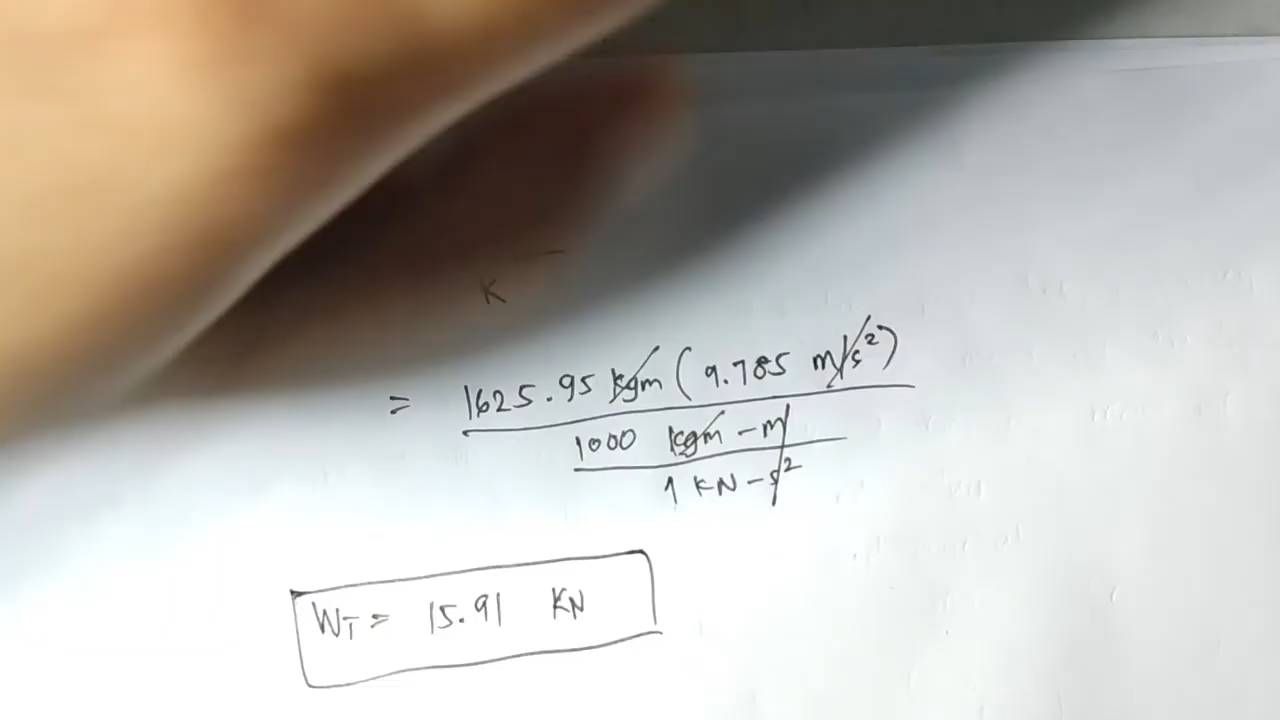 K
= 1625.95 kgm ( 9.785 m/s²)
1000 kgm - m
1 KN - s²
WT = 15.91 KN